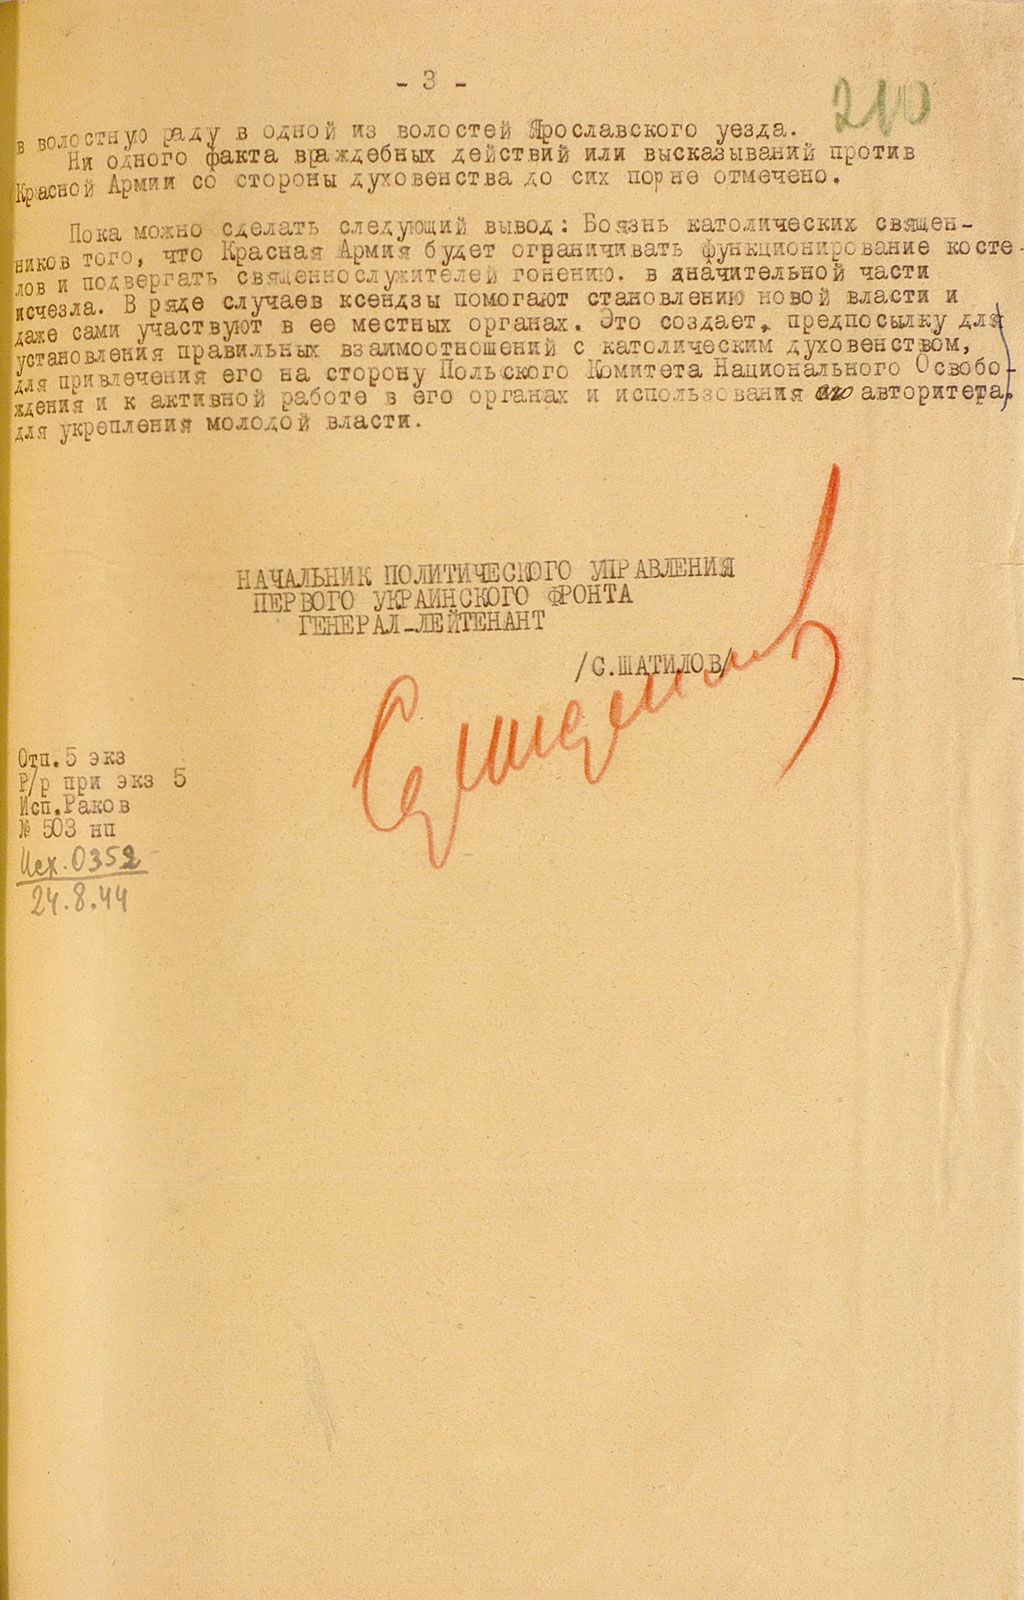 - 3 -
210
в волостную раду в одной из волостей Ярославского уезда.
Ни одного факта враждебных действий или высказываний против
Красной Армии со стороны духовенства до сих пор не отмечено.
Пока можно сделать следующий вывод: Боязнь католических священ-
ников того, что Красная Армия будет ограничивать функционирование косте-
лов и подвергать священнослужителей гонению. в значительной части
исчезла. В ряде случаев ксендзы помогают становлению новой власти и
даже сами участвуют в ее местных органах. Это создает, предпосылку для
установления правильных взаимоотношений с католическим духовенством,
для привлечения его на сторону Польского Комитета Национального Освобо-
ждения и к активной работе в его органах и использования его авторитета,
для укрепления молодой власти.
НАЧАЛЬНИК ПОЛИТИЧЕСКОГО УПРАВЛЕНИЯ
ПЕРВОГО УКРАИНСКОГО ФРОНТА
ГЕНЕРАЛ-ЛЕЙТЕНАНТ
/С.ШАТИЛОВ/
Отп.5 экз
Р/р при экз 5
Исп.Раков
№ 503 нп
Исх.0352
24.8.44